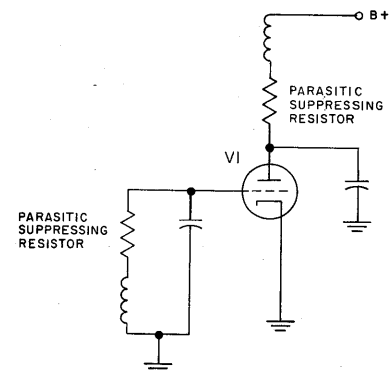 B+
PARASITIC
SUPPRESSING
RESISTOR
V1
PARASITIC
SUPPRESSING
RESISTOR